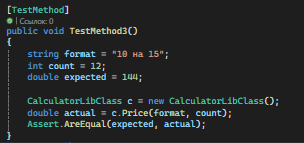 [TestMethod]
Ссылок: 0
public void TestMethod3()
{
string format = "10 на 15";
int count = 12;
double expected = 144;
CalculatorLibClass c = new CalculatorLibClass();
double actual = c.Price(format, count);
Assert.AreEqual(expected, actual);
}